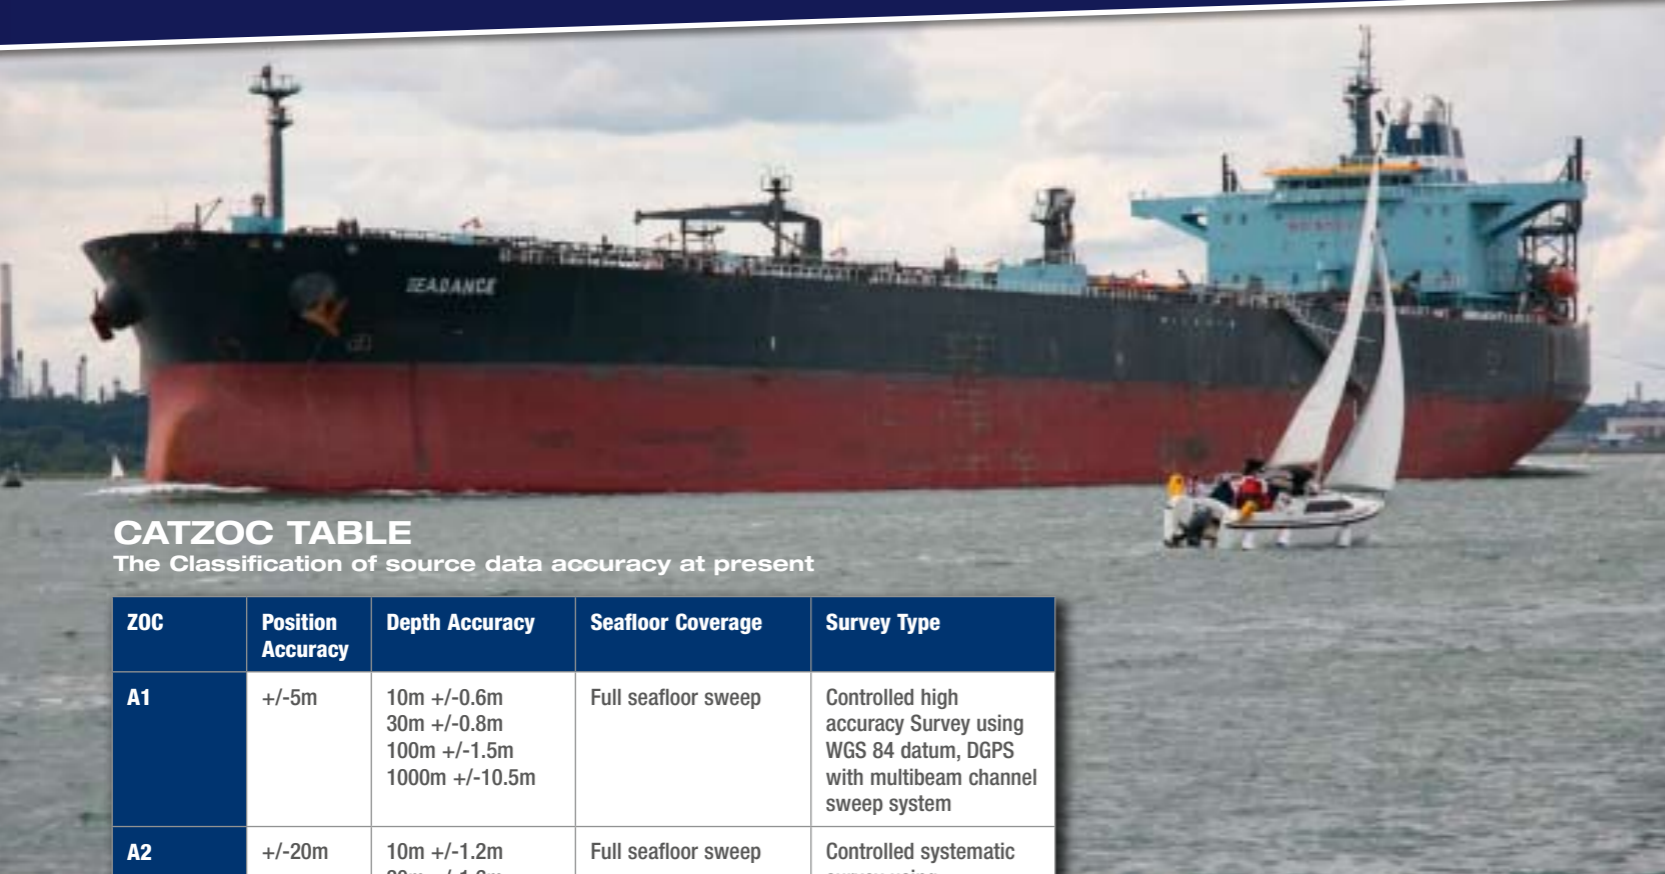 SEADANCE
CATZOC TABLE
The Classification of source data accuracy at present
ZOC
Position
Accuracy
Depth Accuracy
Seafloor Coverage
Survey Type
A1
+/-5m
10m +/-0.6m
30m +/-0.8m
100m +/-1.5m
1000m +/-10.5m
Full seafloor sweep
Controlled high
accuracy Survey using
WGS 84 datum, DGPS
with multibeam channel
sweep system
A2
+/-20m
10m +/-1.2m
Full seafloor sweep
Controlled systematic